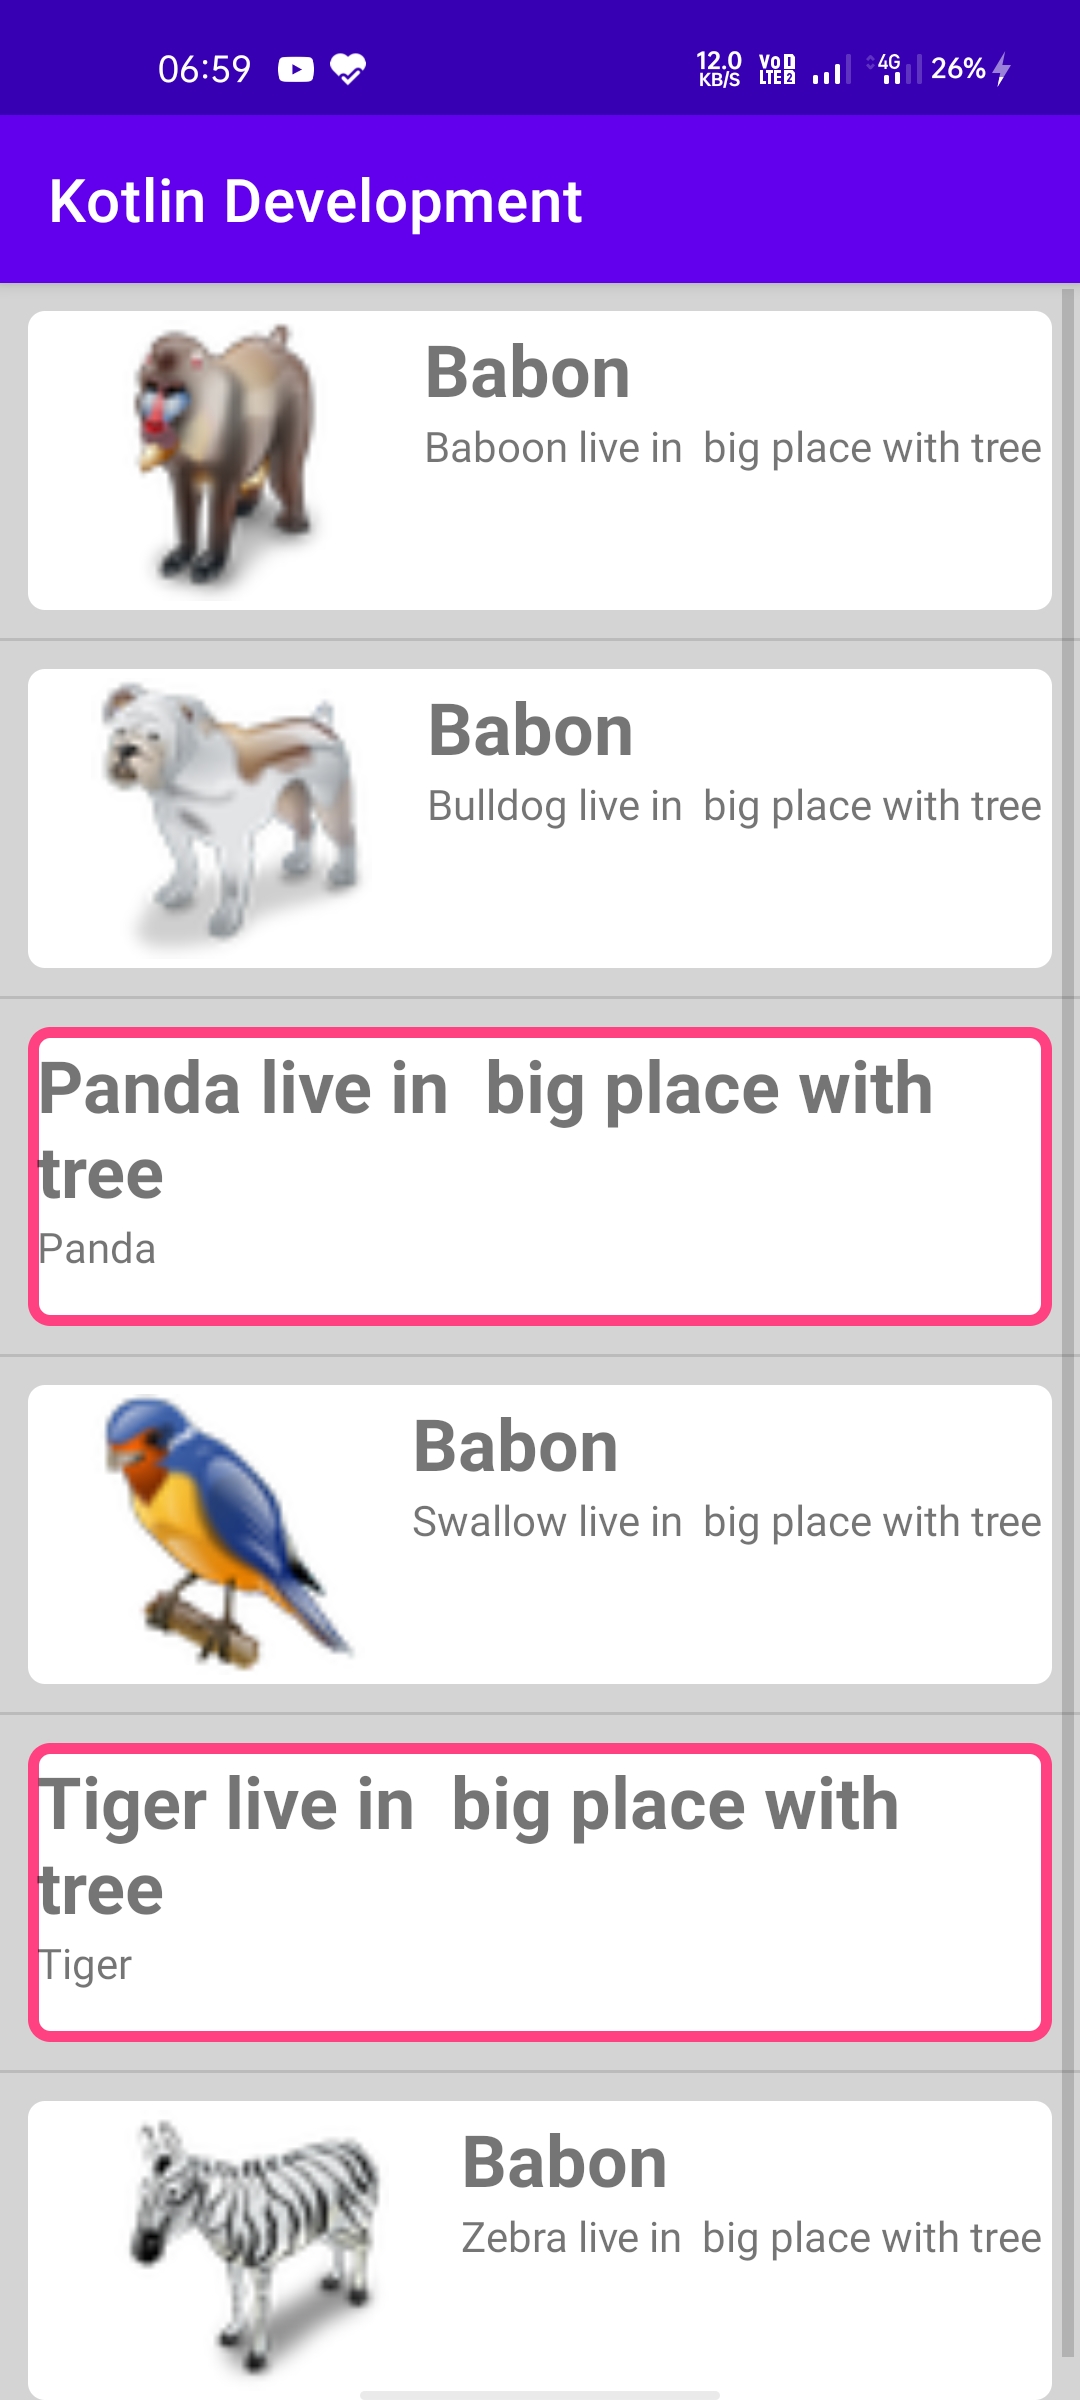 06:59 12.0 KB/S Vo 1 LTE 2 4G 26%
Kotlin Development
Babon
Baboon live in  big place with tree
Babon
Bulldog live in  big place with tree
Panda live in  big place with
tree
Panda
Babon
Swallow live in  big place with tree
Tiger live in  big place with
tree
Tiger
Babon
Zebra live in  big place with tree